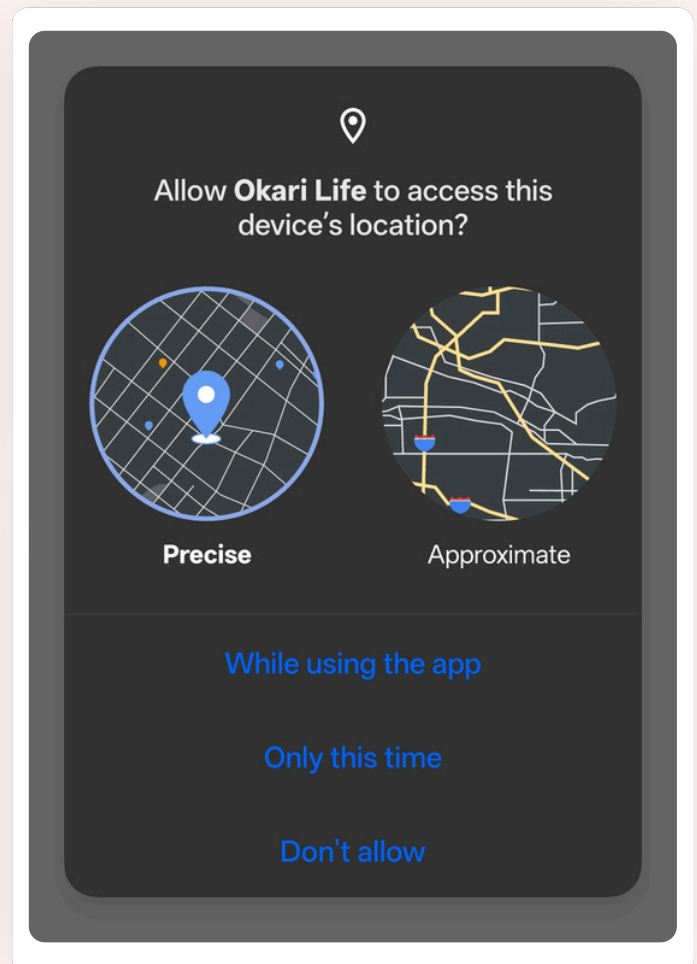 Allow Okari Life to access this
device’s location?
Precise
Approximate
While using the app
Only this time
Don't allow